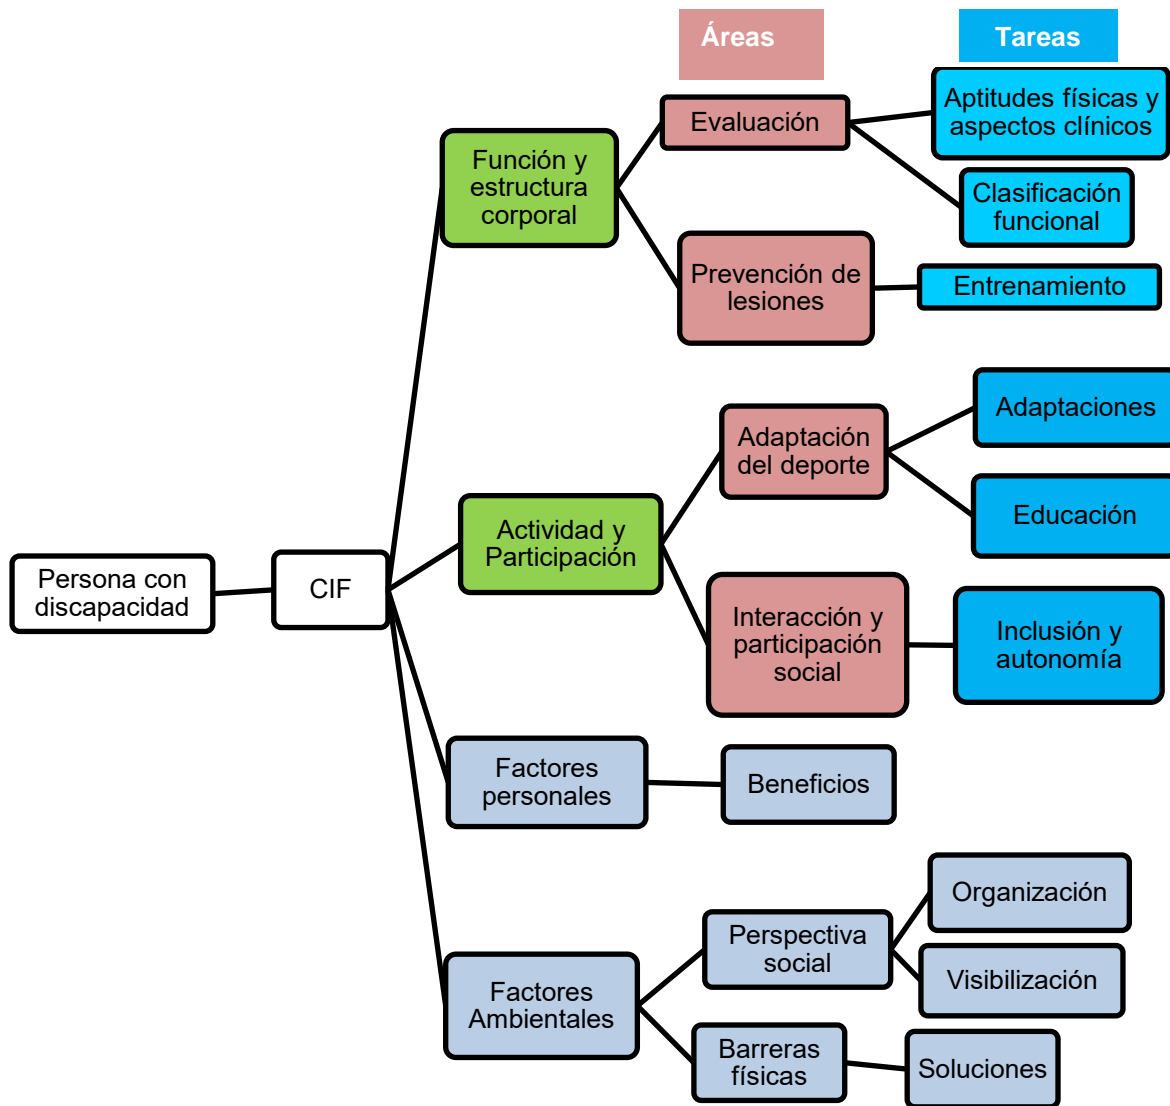 Áreas
Tareas
Evaluación
Aptitudes físicas y
aspectos clínicos
Función y
estructura
corporal
Clasificación
funcional
Prevención de
lesiones
Entrenamiento
Adaptación
del deporte
Adaptaciones
Educación
Actividad y
Participación
Persona con
discapacidad
CIF
Interacción y
participación
social
Inclusión y
autonomía
Factores
personales
Beneficios
Organización
Perspectiva
social
Visibilización
Factores
Ambientales
Barreras
físicas
Soluciones